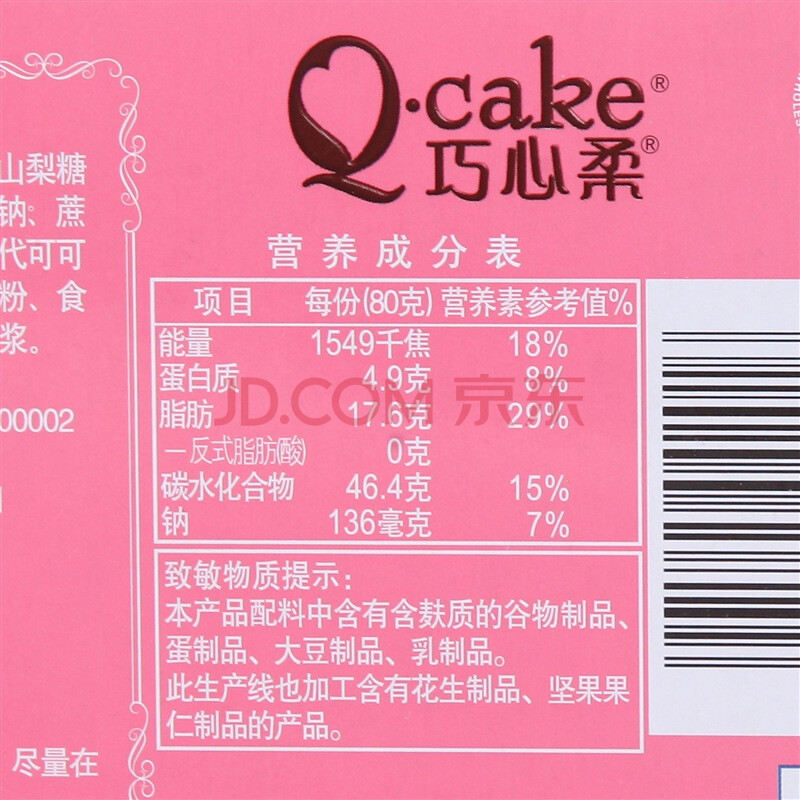 Q·cake®
巧心柔®
山梨糖
钠、蔗
代可可
粉、食
浆。
00002
尽量在
营养成分表
项目 每份(80克) 营养素参考值%
能量 1549千焦 18%
蛋白质 4.9克 8%
脂肪 17.6克 29%
一反式脂肪(酸) 0克
碳水化合物 46.4克 15%
钠 136毫克 7%
JD.COM 京东
致敏物质提示：
本产品配料中含有含麸质的谷物制品、
蛋制品、大豆制品、乳制品。
此生产线也加工含有花生制品、坚果果
仁制品的产品。